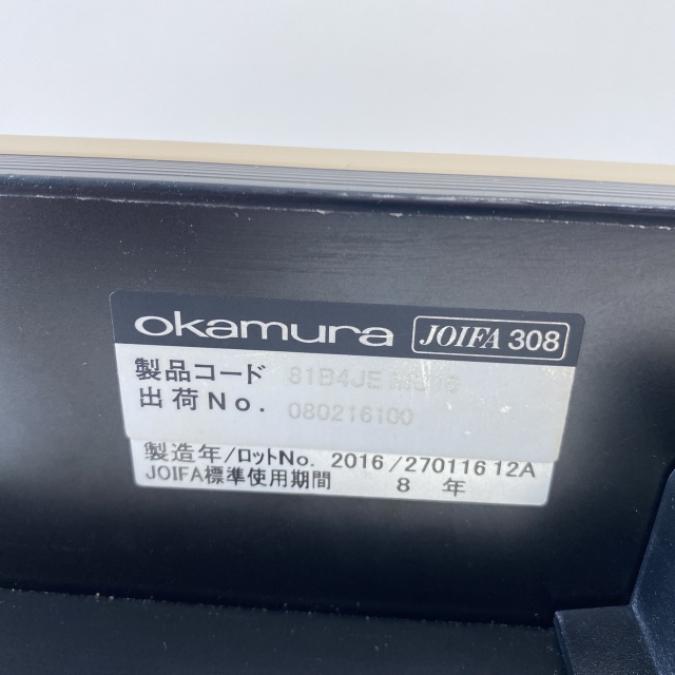 okamura JOIFA 308
製品コード 81B4JE
出荷No. 080216100
製造年/ロットNo. 2016/27011612A
JOIFA標準使用期間 8 年